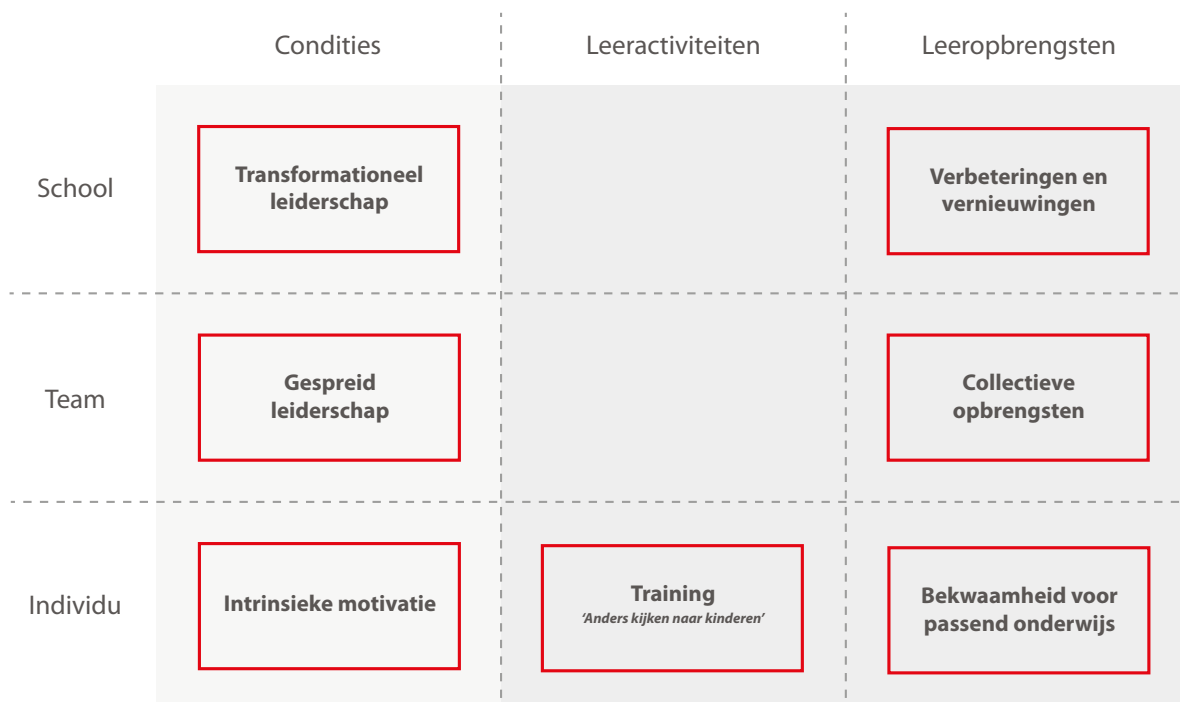 Condities
Leeractiviteiten
Leeropbrengsten
School
Transformationeel
leiderschap
Verbeteringen en
vernieuwingen
Team
Gespreid
leiderschap
Collectieve
opbrengsten
Individu
Intrinsieke motivatie
Training
'Anders kijken naar kinderen'
Bekwaamheid voor
passend onderwijs